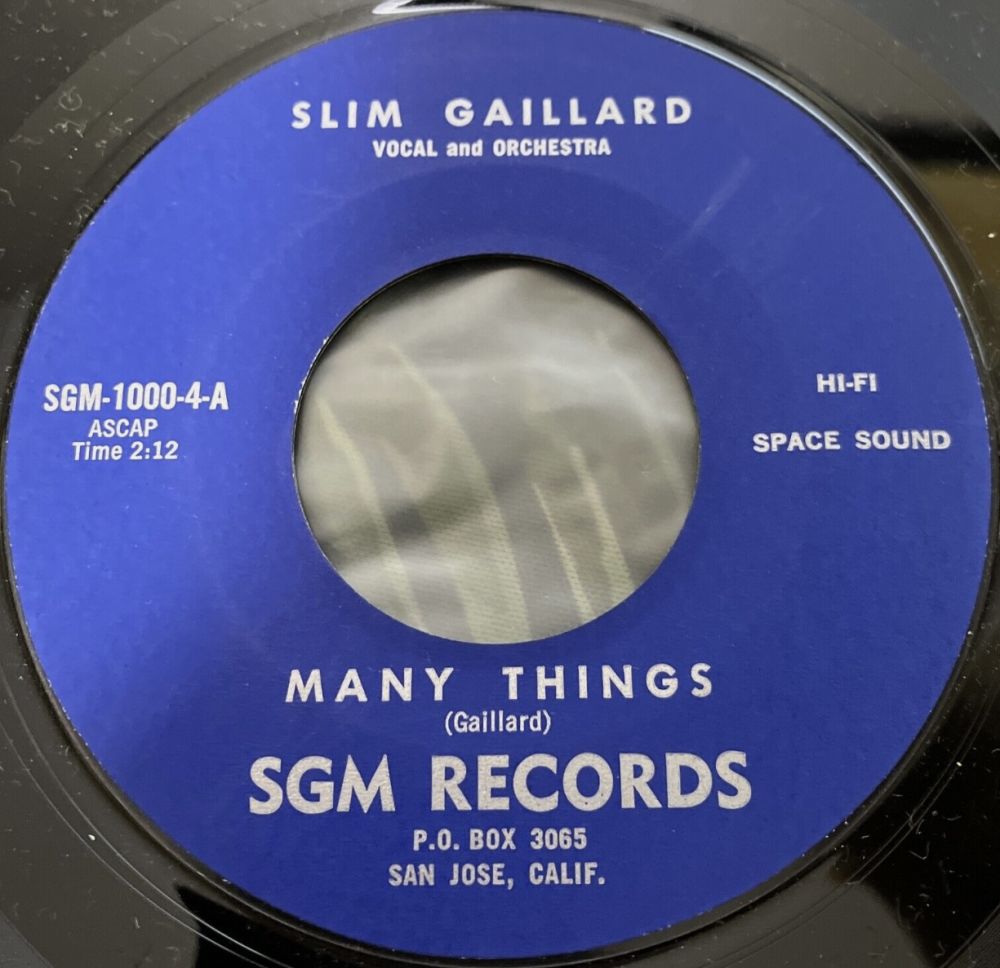 SLIM GAILLARD
VOCAL and ORCHESTRA
SGM-1000-4-A
ASCAP
Time 2:12
HI-FI
SPACE SOUND
MANY THINGS
(Gaillard)
SGM RECORDS
P.O. BOX 3065
SAN JOSE, CALIF.